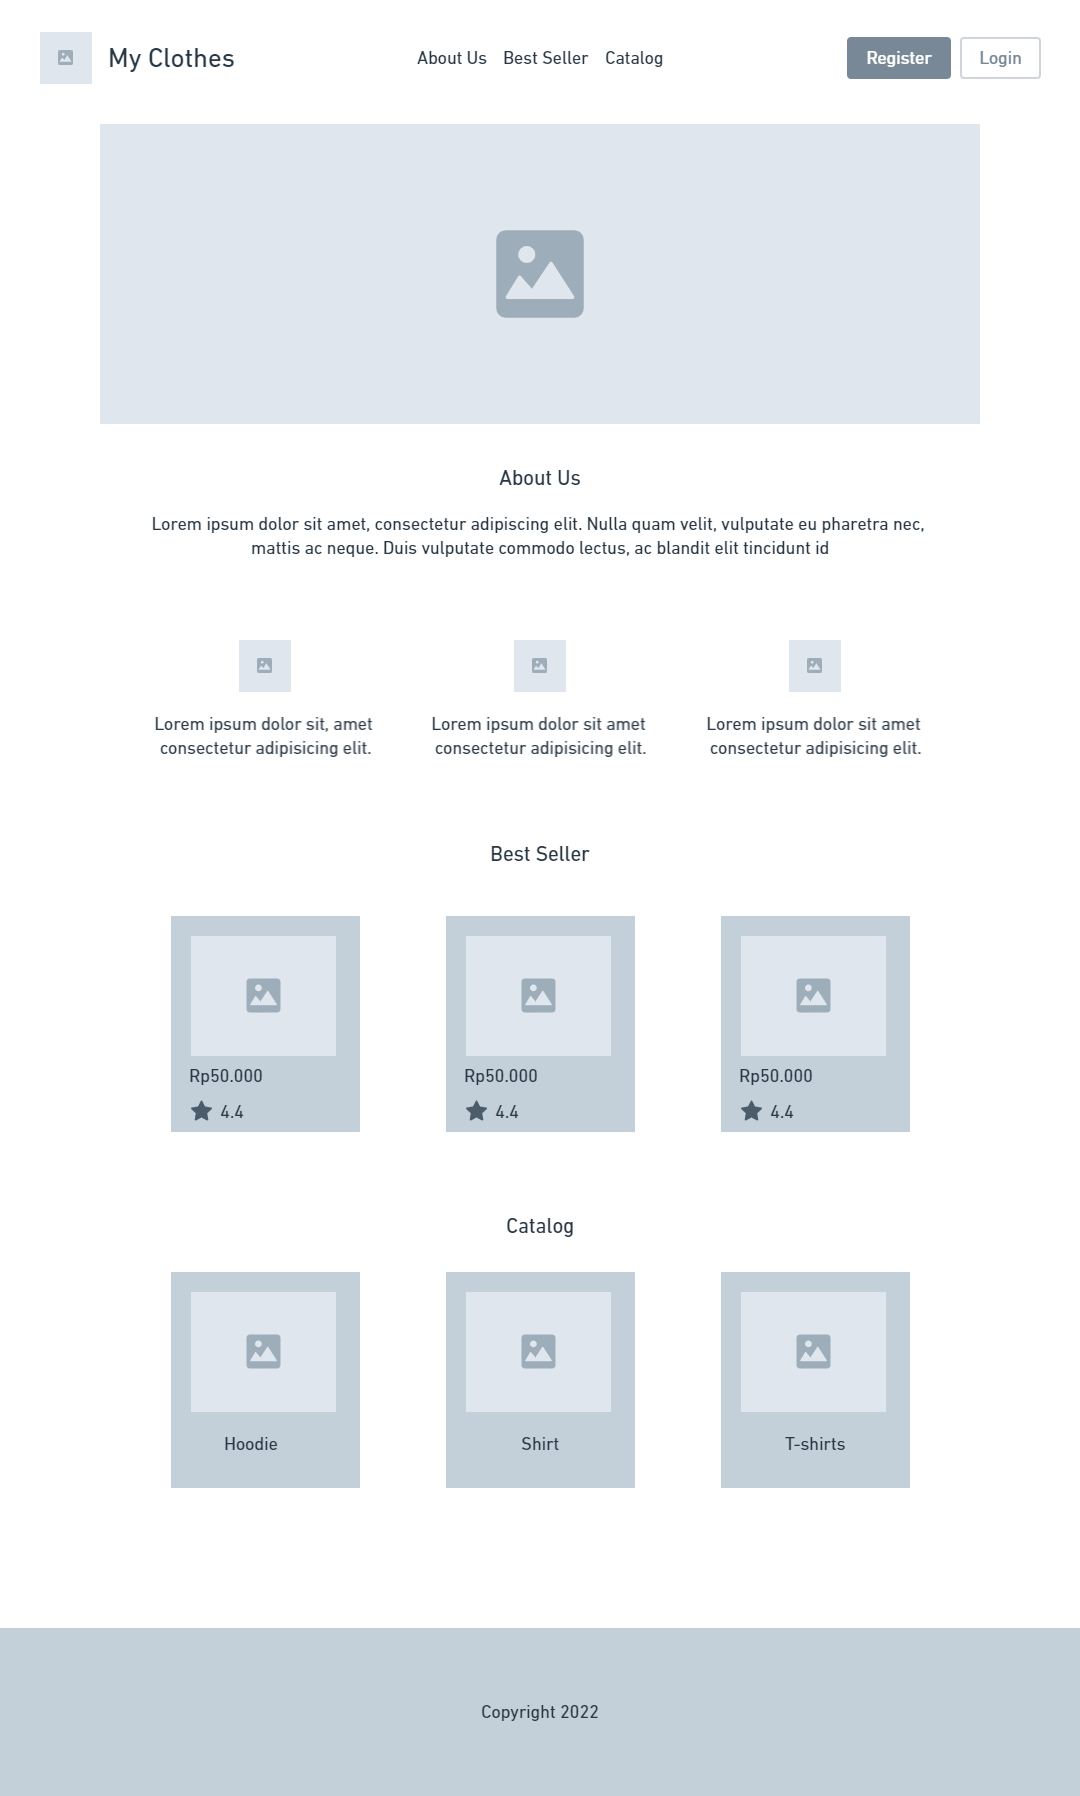 My Clothes
About Us Best Seller Catalog
Register
Login
About Us
Lorem ipsum dolor sit amet, consectetur adipiscing elit. Nulla quam velit, vulputate eu pharetra nec,
mattis ac neque. Duis vulputate commodo lectus, ac blandit elit tincidunt id
Lorem ipsum dolor sit, amet
consectetur adipisicing elit.
Lorem ipsum dolor sit amet
consectetur adipisicing elit.
Lorem ipsum dolor sit amet
consectetur adipisicing elit.
Best Seller
Rp50.000
4.4
Rp50.000
4.4
Rp50.000
4.4
Catalog
Hoodie
Shirt
T-shirts
Copyright 2022